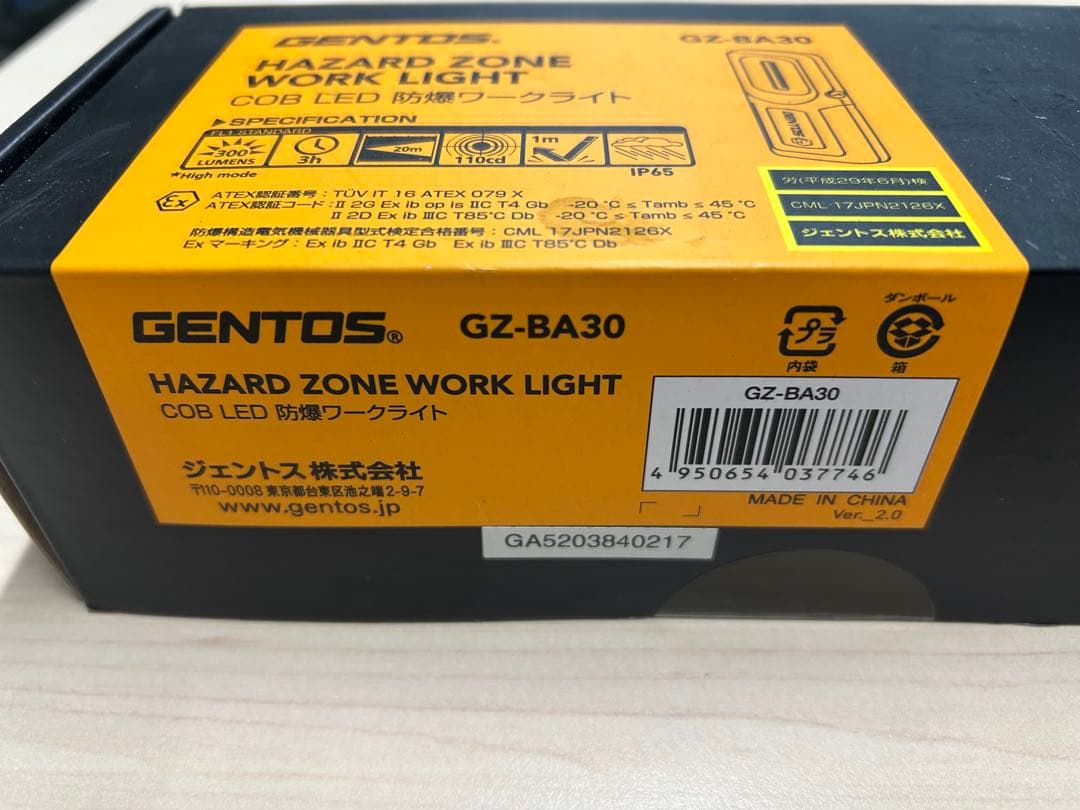 GENTOS. GZ-BA30
HAZARD ZONE
WORK LIGHT
COB LED 防爆ワークライト
▶SPECIFICATION
FL1 STANDARD
300 LUMENS 3h 20m 110cd 1m IP65
*High mode
Ex ATEX認証番号：TÜV IT 16 ATEX 079 X
ATEX認証コード：II 2G Ex ib op is IIC T4 Gb -20℃ ≤ Tamb ≤ 45℃
II 2D Ex ib IIIC T85℃ Db -20℃ ≤ Tamb ≤ 45℃
防爆構造電気機械器具型式検定合格番号：CML 17JPN2126X
Ex マーキング：Ex ib IIC T4 Gb Ex ib IIIC T85℃ Db
労(平成29年6月)検
CML 17JPN2126X
ジェントス株式会社
GENTOS® GZ-BA30
HAZARD ZONE WORK LIGHT
COB LED 防爆ワークライト
プラ
内袋
ダンボール
箱
GZ-BA30
4 950654 037746
ジェントス株式会社
〒110-0008 東京都台東区池之端2-9-7
www.gentos.jp
MADE IN CHINA
Ver._2.0
GA5203840217